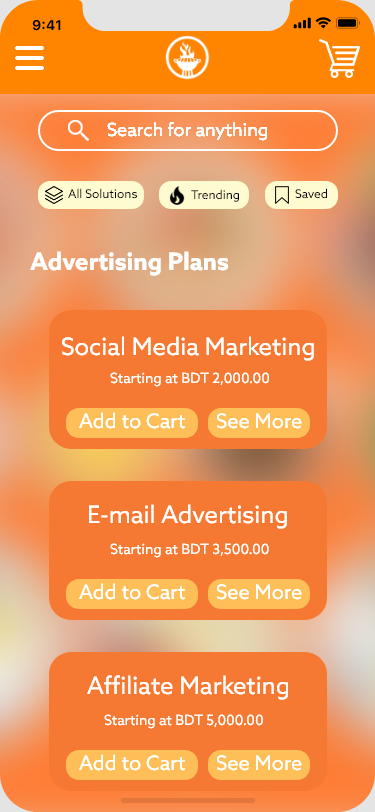 9:41
Search for anything
All Solutions
Trending
Saved
Advertising Plans
Social Media Marketing
Starting at BDT 2,000.00
Add to Cart
See More
E-mail Advertising
Starting at BDT 3,500.00
Add to Cart
See More
Affiliate Marketing
Starting at BDT 5,000.00
Add to Cart
See More